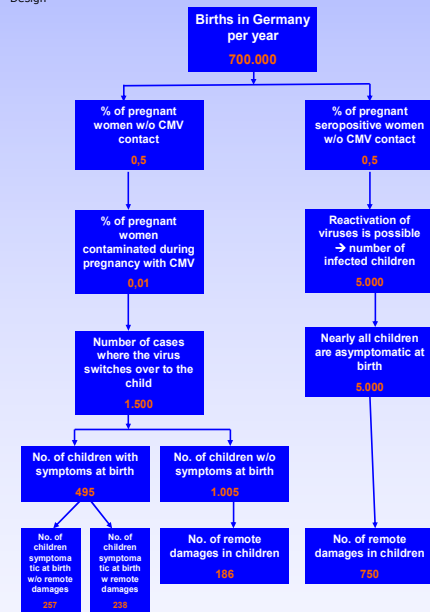 Design
Births in Germany
per year
700.000
% of pregnant
women w/o CMV
contact
0,5
% of pregnant
seropositive women
w/o CMV contact
0,5
% of pregnant
women
contaminated during
pregnancy with CMV
0,01
Reactivation of
viruses is possible
→ number of
infected children
5.000
Number of cases
where the virus
switches over to the
child
1.500
Nearly all children
are asymptomatic at
birth
5.000
No. of children with
symptoms at birth
495
No. of children w/o
symptoms at birth
1.005
No. of
children
symptoma
tic at birth
w/o remote
damages
257
No. of
children
symptoma
tic at birth
w remote
damages
238
No. of remote
damages in children
186
No. of remote
damages in children
750